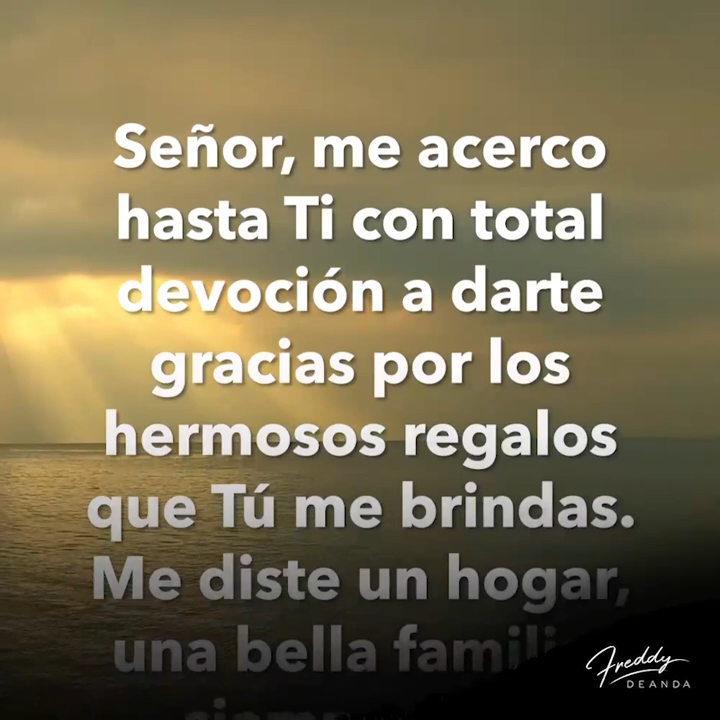 Señor, me acerco
hasta Ti con total
devoción a darte
gracias por los
hermosos regalos
que Tú me brindas.
Me diste un hogar,
una bella
Freddy
DEANDA